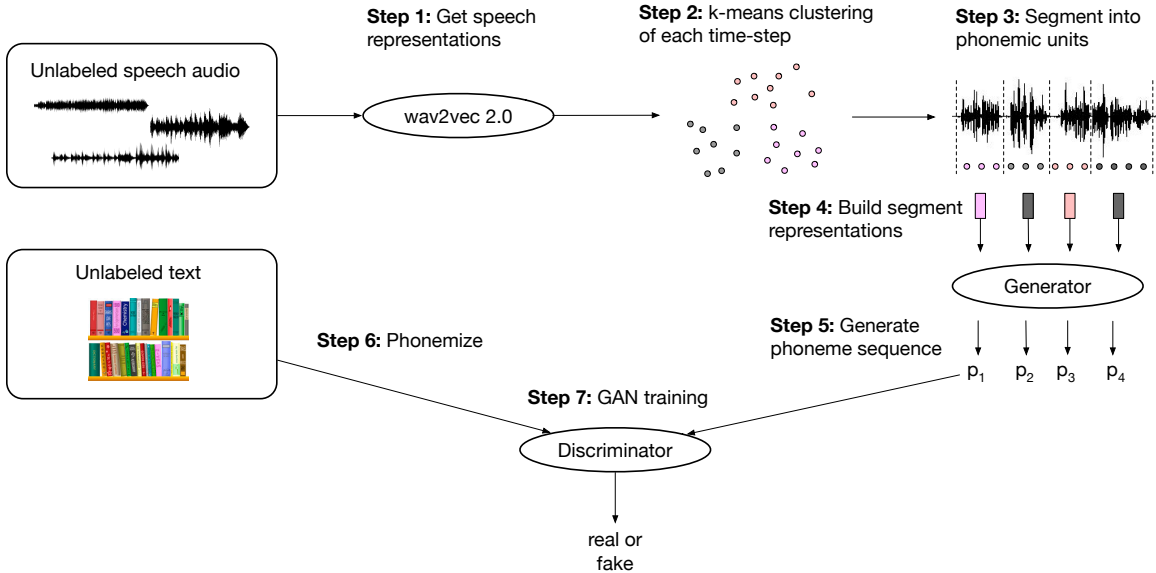 Step 1: Get speech
representations
Step 2: k-means clustering
of each time-step
Step 3: Segment into
phonemic units
Unlabeled speech audio
wav2vec 2.0
Step 4: Build segment
representations
Generator
Unlabeled text
Step 5: Generate
phoneme sequence
Step 6: Phonemize
p1 p2 p3 p4
Step 7: GAN training
Discriminator
real or
fake